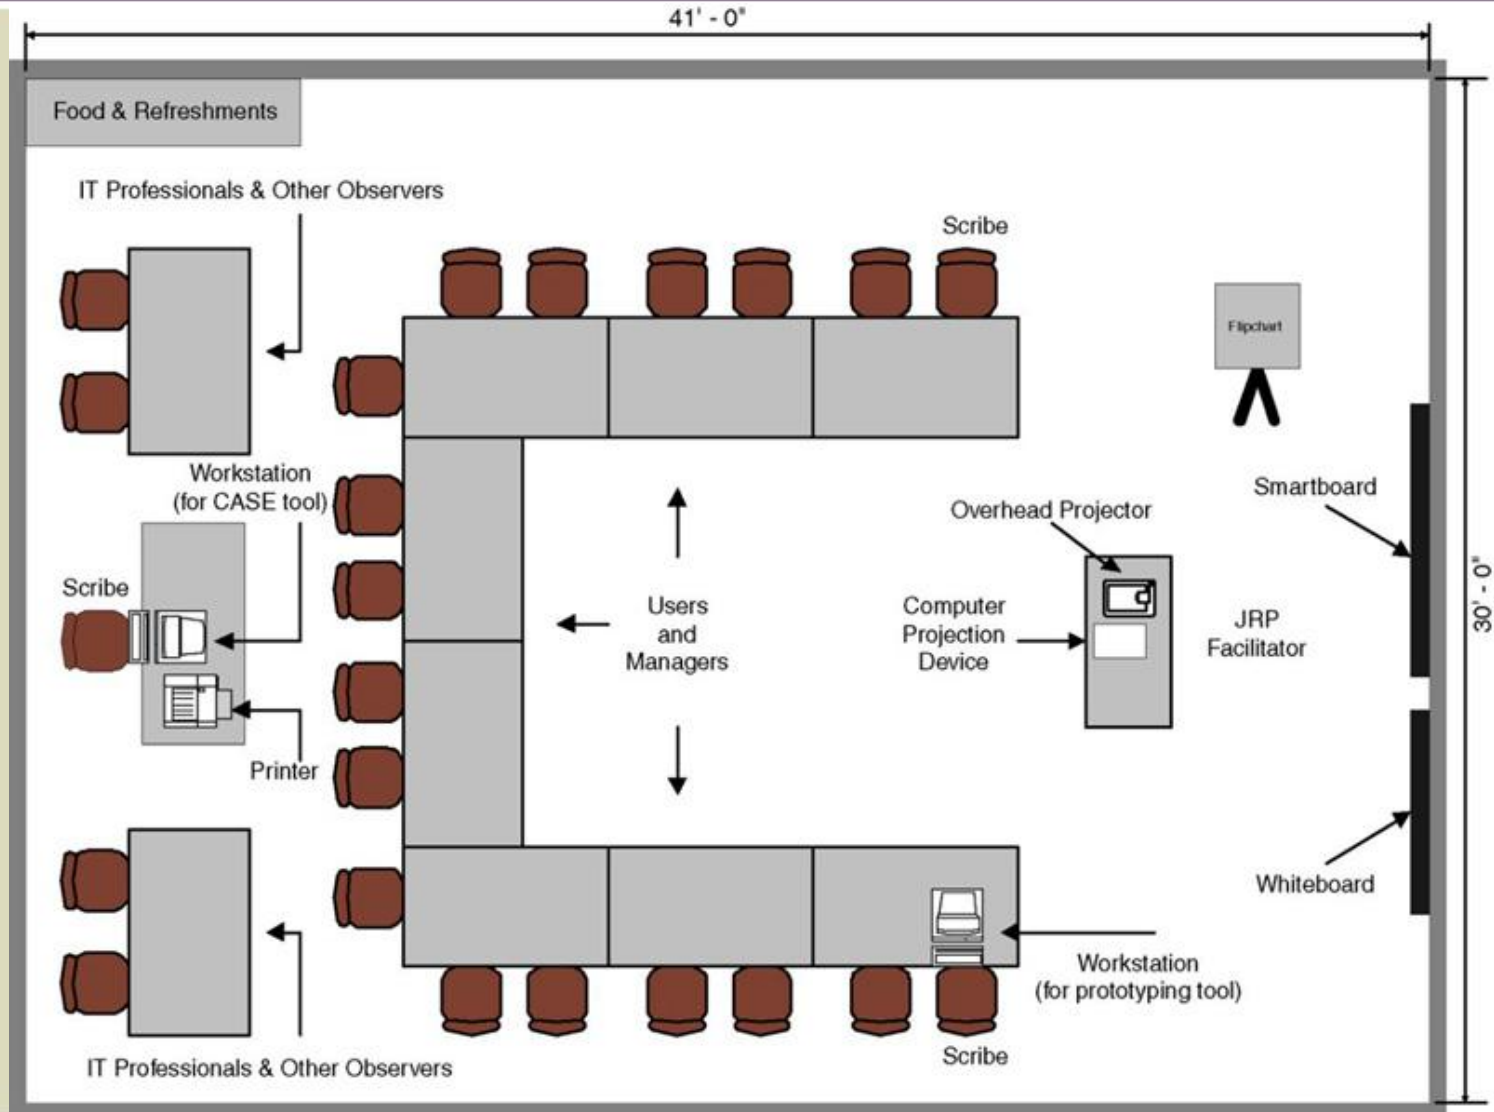 41' - 0"
Food & Refreshments
IT Professionals & Other Observers
Scribe
Flipchart
Workstation
(for CASE tool)
Smartboard
Overhead Projector
30' - 0"
Scribe
Users
and
Managers
Computer
Projection
Device
JRP
Facilitator
Printer
Whiteboard
Workstation
(for prototyping tool)
Scribe
IT Professionals & Other Observers